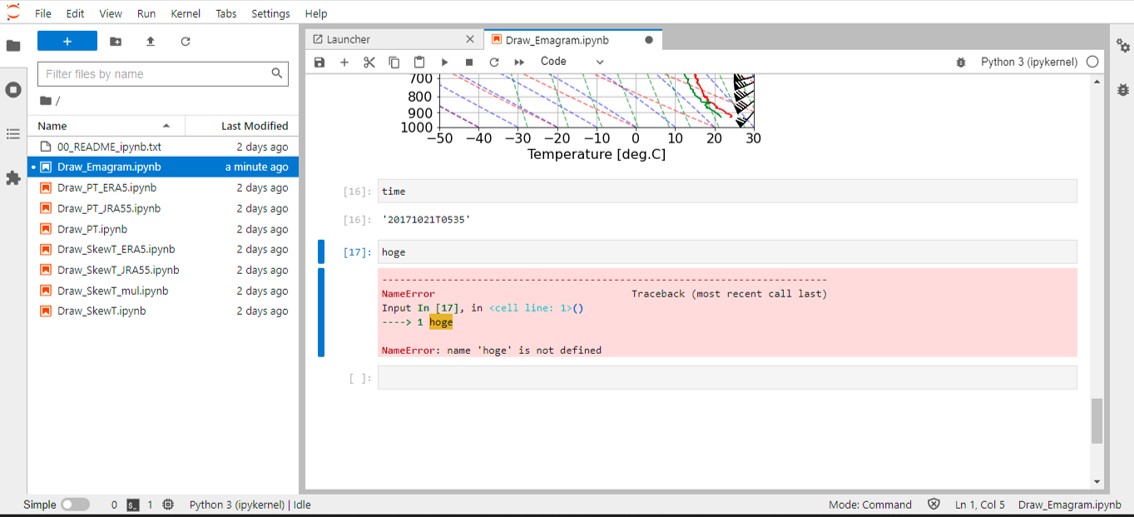 File Edit View Run Kernel Tabs Settings Help
+
Filter files by name
/
Name Last Modified
00_README_ipynb.txt 2 days ago
Draw_Emagram.ipynb a minute ago
Draw_PT_ERA5.ipynb 2 days ago
Draw_PT_JRA55.ipynb 2 days ago
Draw_PT.ipynb 2 days ago
Draw_SkewT_ERA5.ipynb 2 days ago
Draw_SkewT_JRA55.ipynb 2 days ago
Draw_SkewT_mul.ipynb 2 days ago
Draw_SkewT.ipynb 2 days ago
Launcher
Draw_Emagram.ipynb
Code
Python 3 (ipykernel)
700
800
900
1000
−50 −40 −30 −20 −10 0 10 20 30
Temperature [deg.C]
[16]: time
[16]: '20171021T0535'
[17]: hoge
---------------------------------------------------------------------------
NameError Traceback (most recent call last)
Input In [17], in <cell line: 1>()
----> 1 hoge
NameError: name 'hoge' is not defined
[ ]:
Simple 0 $_ 1 Python 3 (ipykernel) | Idle Mode: Command Ln 1, Col 5 Draw_Emagram.ipynb